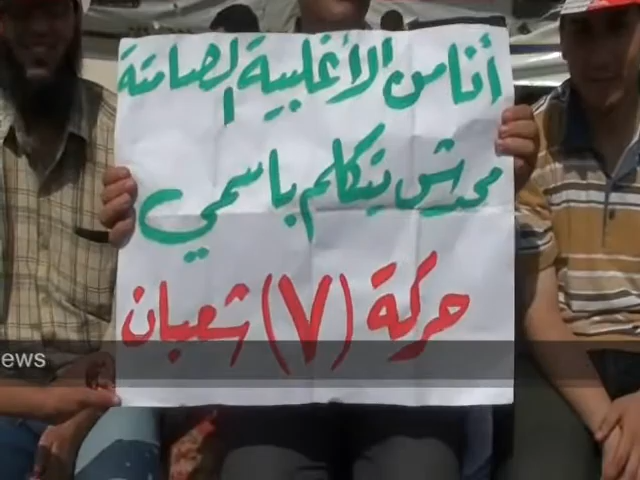 أنا من الأغلبية الصامتة
محدش يتكلم باسمي
حركة (٧) شعبان
ews